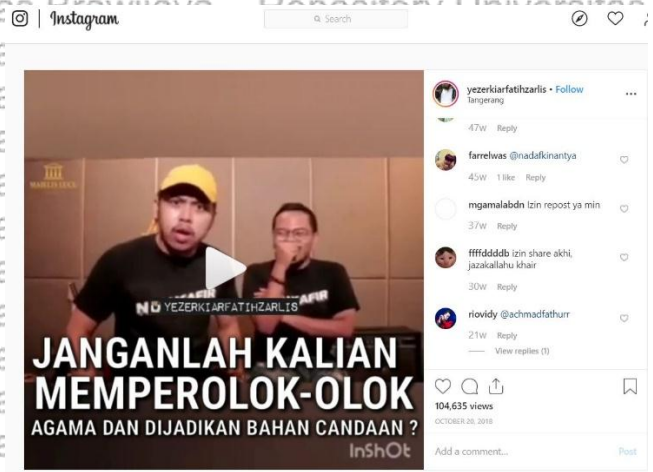 Instagram
Search
yezerkiarfatihzarlis • Follow
Tangerang
47w Reply
farrelwas @nadafkinantya
45w 1 like Reply
mgamalabdn Izin repost ya min
37w Reply
ffffddddb izin share akhi,
jazakallahu khair
30w Reply
riovidy @achmadfathurr
21w Reply
View replies (1)
104,635 views
OCTOBER 20, 2018
Add a comment...
Post
MAJELIS LUCU
YEZERKIARFATIHZARLIS
JANGANLAH KALIAN
MEMPEROLOK-OLOK
AGAMA DAN DIJADIKAN BAHAN CANDAAN ?
InShOt